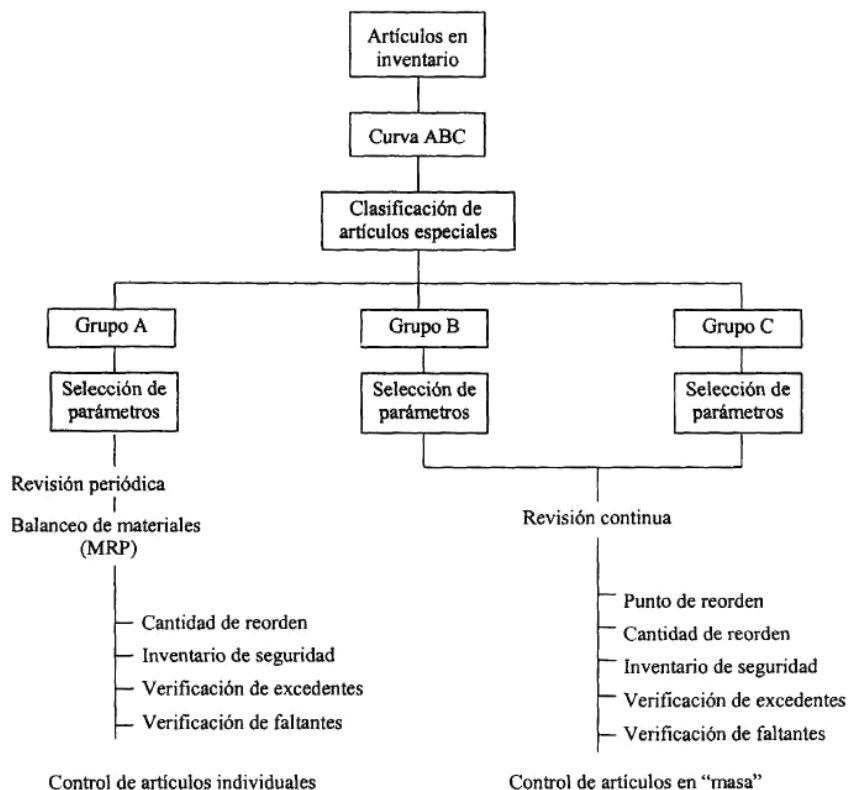 Artículos en
inventario
Curva ABC
Clasificación de
artículos especiales
Grupo A
Grupo B
Grupo C
Selección de
parámetros
Selección de
parámetros
Selección de
parámetros
Revisión periódica
Balanceo de materiales
(MRP)
Cantidad de reorden
Inventario de seguridad
Verificación de excedentes
Verificación de faltantes
Control de artículos individuales
Revisión continua
Punto de reorden
Cantidad de reorden
Inventario de seguridad
Verificación de excedentes
Verificación de faltantes
Control de artículos en “masa”